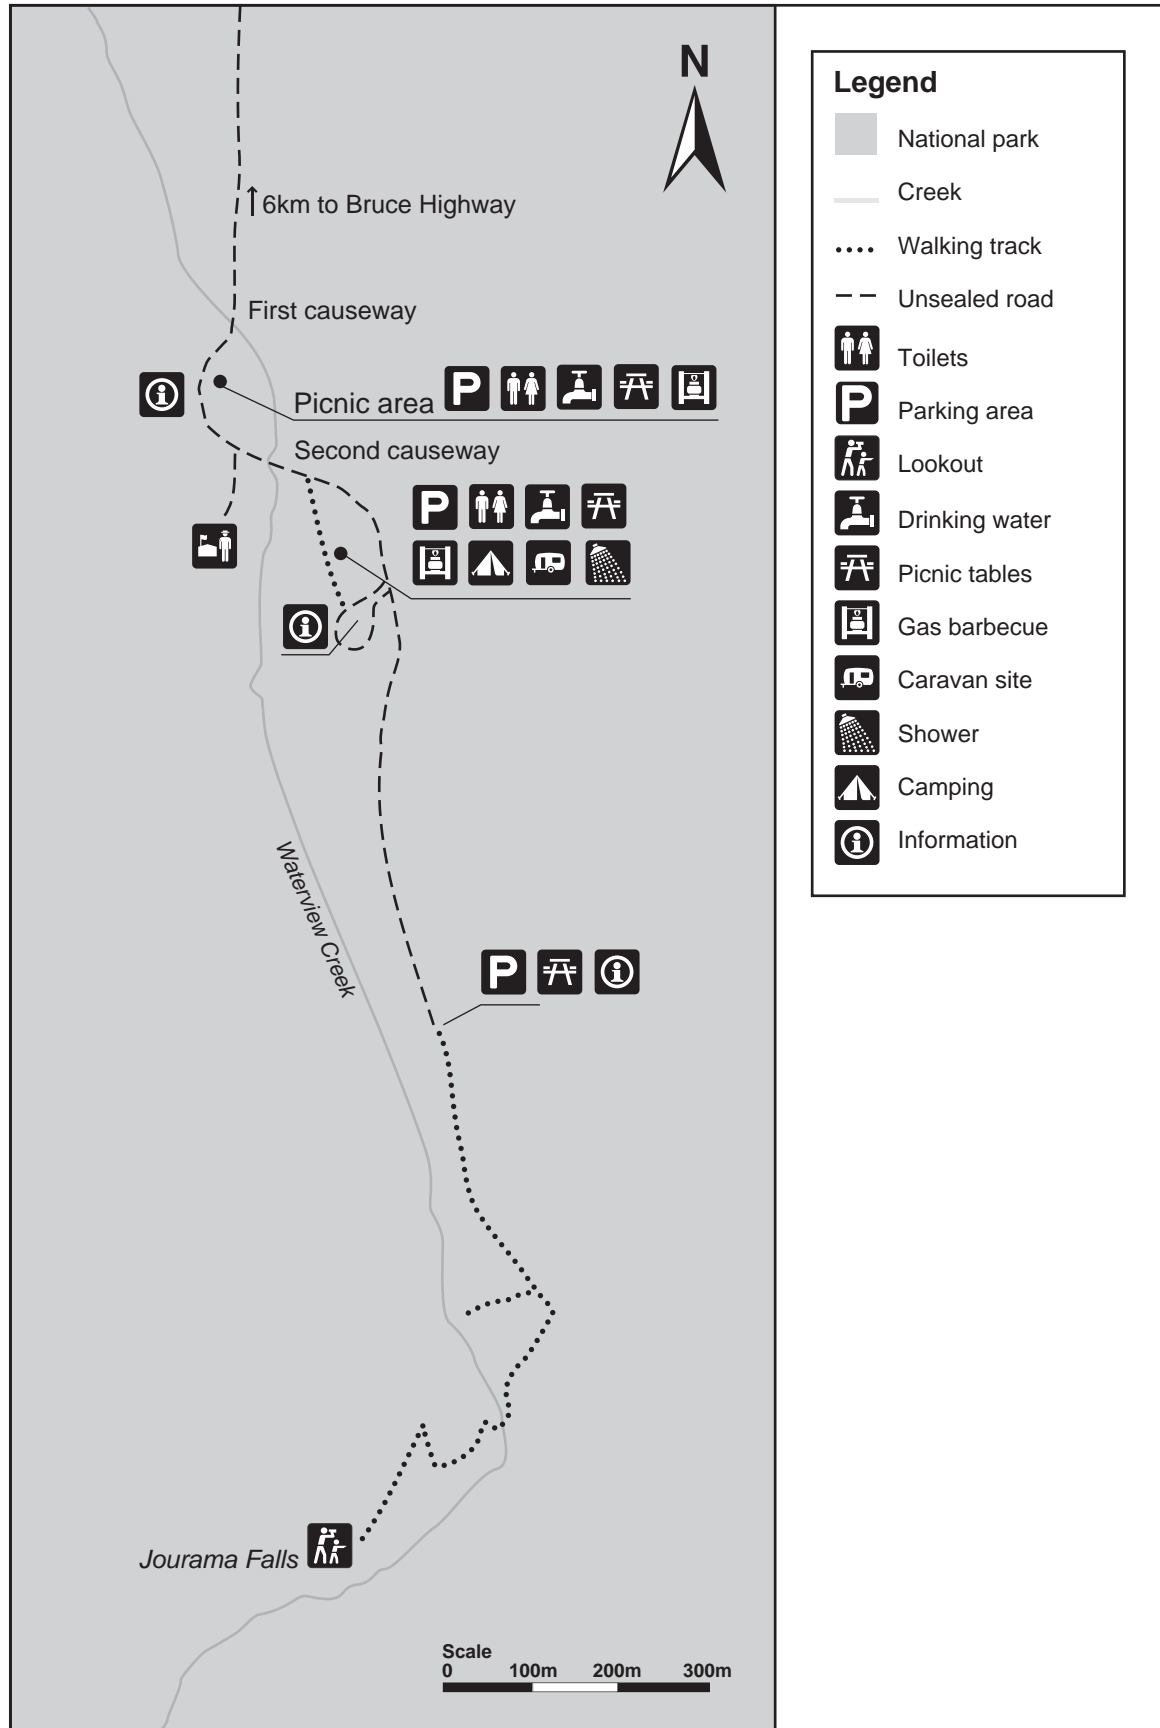 N
6km to Bruce Highway
First causeway
Picnic area
Second causeway
Waterview Creek
Jourama Falls
Scale
0 100m 200m 300m
Legend
National park
Creek
Walking track
Unsealed road
Toilets
P Parking area
Lookout
Drinking water
Picnic tables
Gas barbecue
Caravan site
Shower
Camping
Information